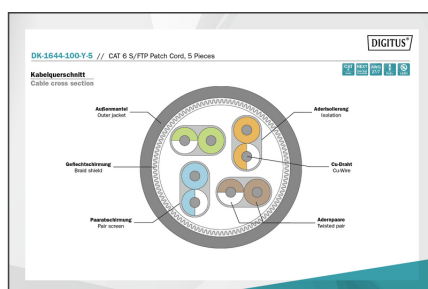 DIGITUS®
DK-1644-100-Y-5 // CAT 6 S/FTP Patch Cord, 5 Pieces
Kabelquerschnitt
Cable cross section
Außenmantel
Outer jacket
Aderisolierung
Isolation
Geflechtschirmung
Braid shield
Cu-Draht
Cu-Wire
Paarabschirmung
Pair screen
Adernpaare
Twisted pair